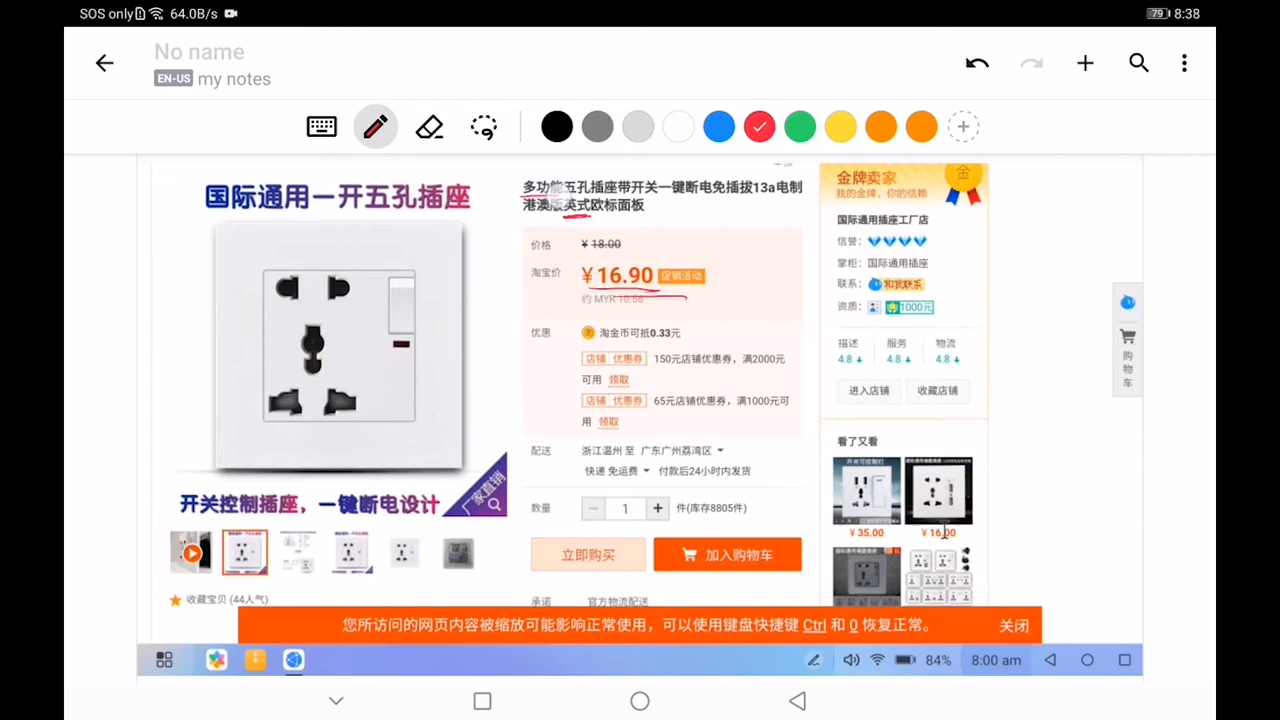 SOS only 64.0B/s
79 8:38
No name
EN-US my notes
国际通用一开五孔插座
开关控制插座，一键断电设计
厂家直销
收藏宝贝 (44人气)
多功能五孔插座带开关一键断电免插拔13a电制
港澳版英式欧标面板
价格 ¥ 18.00
淘宝价 ¥16.90 促销活动
约 MYR 10.56
优惠 淘金币可抵0.33元
店铺 优惠券 150元店铺优惠券，满2000元
可用 领取
店铺 优惠券 65元店铺优惠券，满1000元可
用 领取
配送 浙江温州 至 广东广州荔湾区
快递 免运费 付款后24小时内发货
数量 1 件(库存8805件)
立即购买 加入购物车
承诺 官方物流配送
金牌卖家
金
我的金牌，你的信赖
国际通用插座工厂店
信誉：
掌柜：国际通用插座
联系：和我联系
资质：1000元
描述 服务 物流
4.8 4.8 4.8
进入店铺 收藏店铺
看了又看
¥ 35.00 ¥ 16.00
购物车
您所访问的网页内容被缩放可能影响正常使用，可以使用键盘快捷键 Ctrl 和 0 恢复正常。 关闭
84% 8:00 am